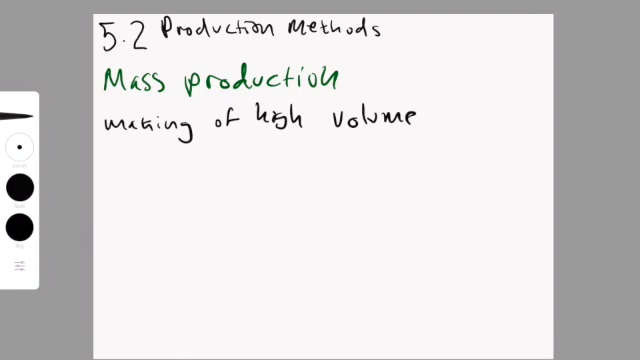 5.2 Production Methods
Mass production
making of high volume